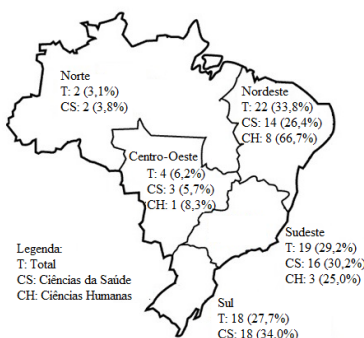 Norte
T: 2 (3,1%)
CS: 2 (3,8%)
Nordeste
T: 22 (33,8%)
CS: 14 (26,4%)
CH: 8 (66,7%)
Centro-Oeste
T: 4 (6,2%)
CS: 3 (5,7%)
CH: 1 (8,3%)
Sudeste
T: 19 (29,2%)
CS: 16 (30,2%)
CH: 3 (25,0%)
Legenda:
T: Total
CS: Ciências da Saúde
CH: Ciências Humanas
Sul
T: 18 (27,7%)
CS: 18 (34,0%)